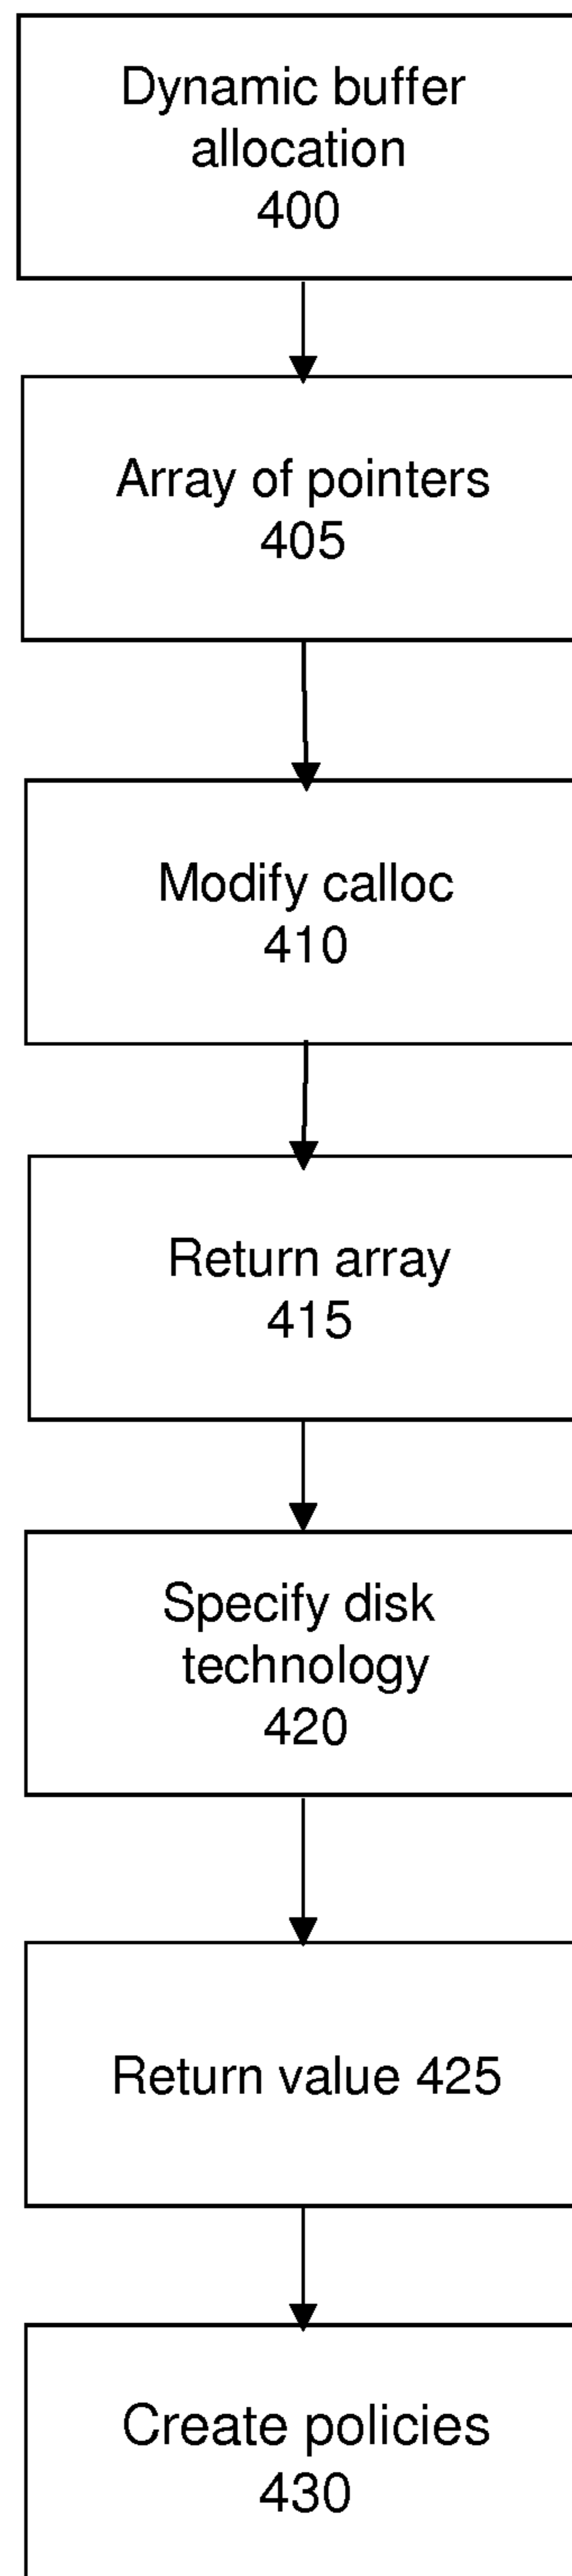 Dynamic buffer
allocation
400
Array of pointers
405
Modify calloc
410
Return array
415
Specify disk
technology
420
Return value 425
Create policies
430